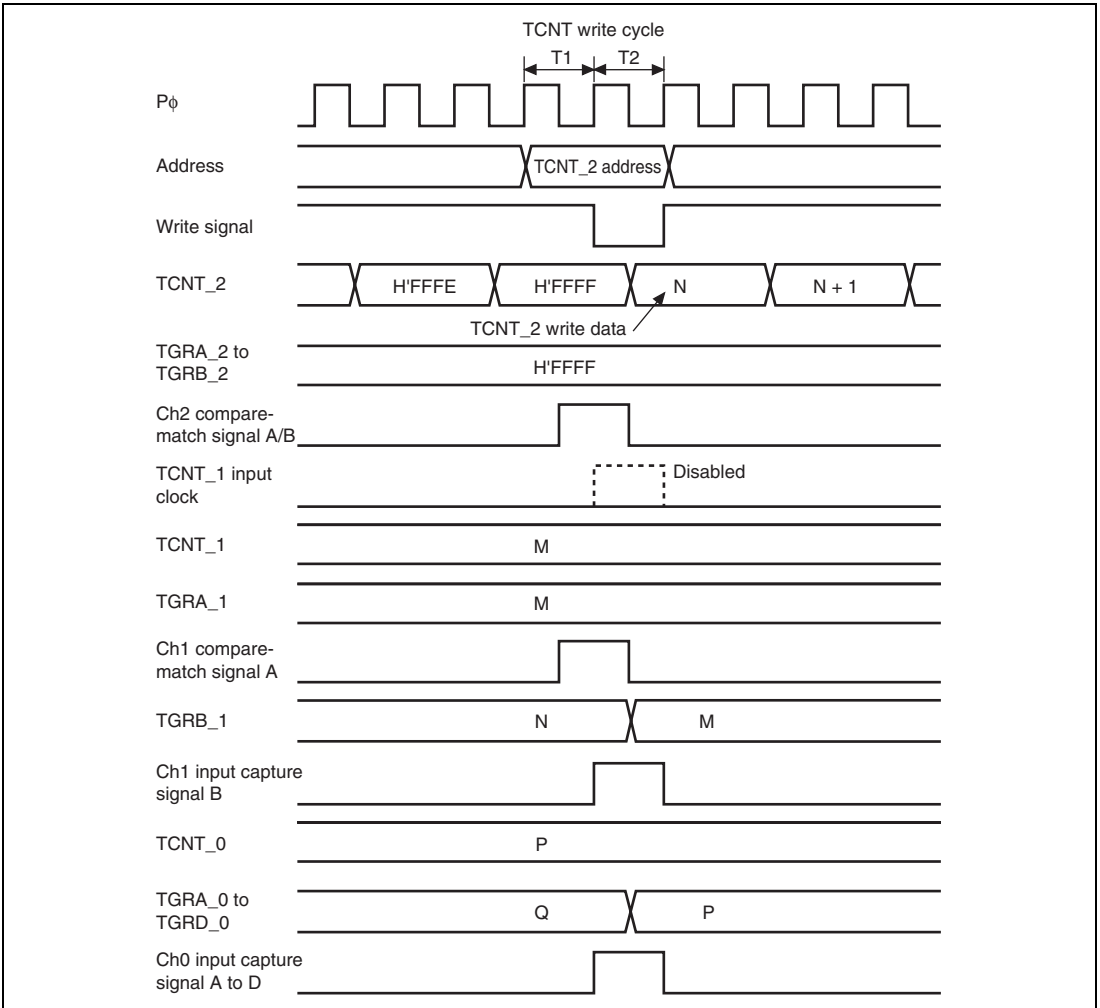 TCNT write cycle
T1 T2
Pφ
Address
TCNT_2 address
Write signal
TCNT_2
H'FFFE H'FFFF N N + 1
TCNT_2 write data
TGRA_2 to
TGRB_2
H'FFFF
Ch2 compare-
match signal A/B
TCNT_1 input
clock
Disabled
TCNT_1
M
TGRA_1
M
Ch1 compare-
match signal A
TGRB_1
N M
Ch1 input capture
signal B
TCNT_0
P
TGRA_0 to
TGRD_0
Q P
Ch0 input capture
signal A to D